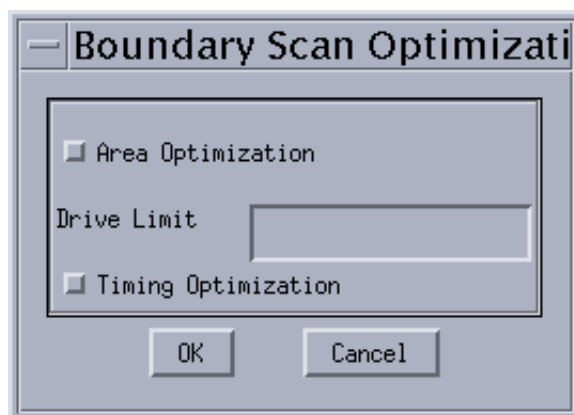 Boundary Scan Optimizati
Area Optimization
Drive Limit
Timing Optimization
OK Cancel